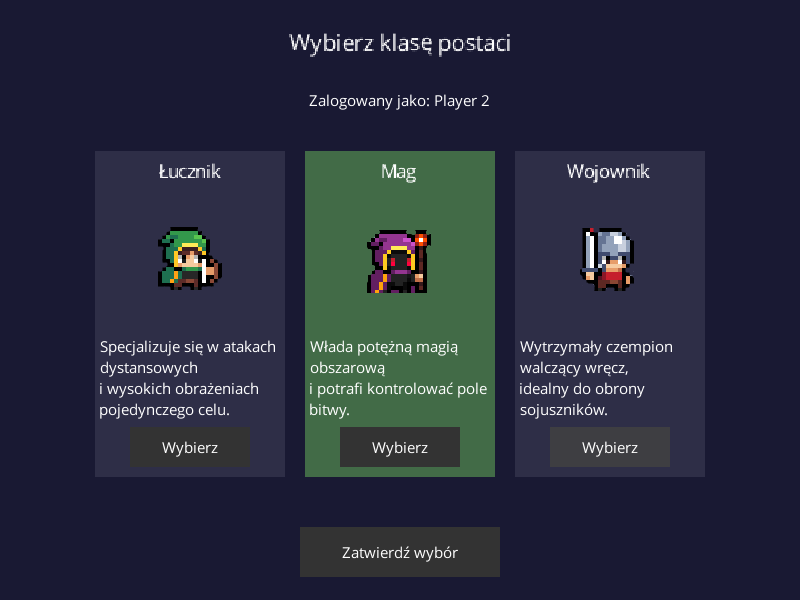 Wybierz klasę postaci
Zalogowany jako: Player 2
Łucznik
Specjalizuje się w atakach
dystansowych
i wysokich obrażeniach
pojedynczego celu.
Wybierz
Mag
Włada potężną magią
obszarową
i potrafi kontrolować pole
bitwy.
Wybierz
Wojownik
Wytrzymały czempion
walczący wręcz,
idealny do obrony
sojuszników.
Wybierz
Zatwierdź wybór